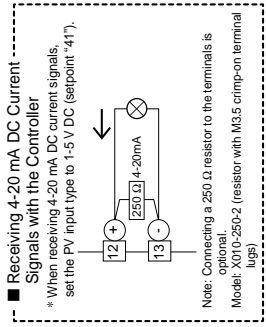 ■ Receiving 4-20 mA DC Current
Signals with the Controller
* When receiving 4-20 mA DC current signals,
set the PV input type to 1-5 V DC (setpoint “41”).
12 +
250 Ω 4-20mA
13 -
Note: Connecting a 250 Ω resistor to the terminals is
optional.
Model: X010-250-2 (resistor with M3.5 crimp-on terminal
lugs)